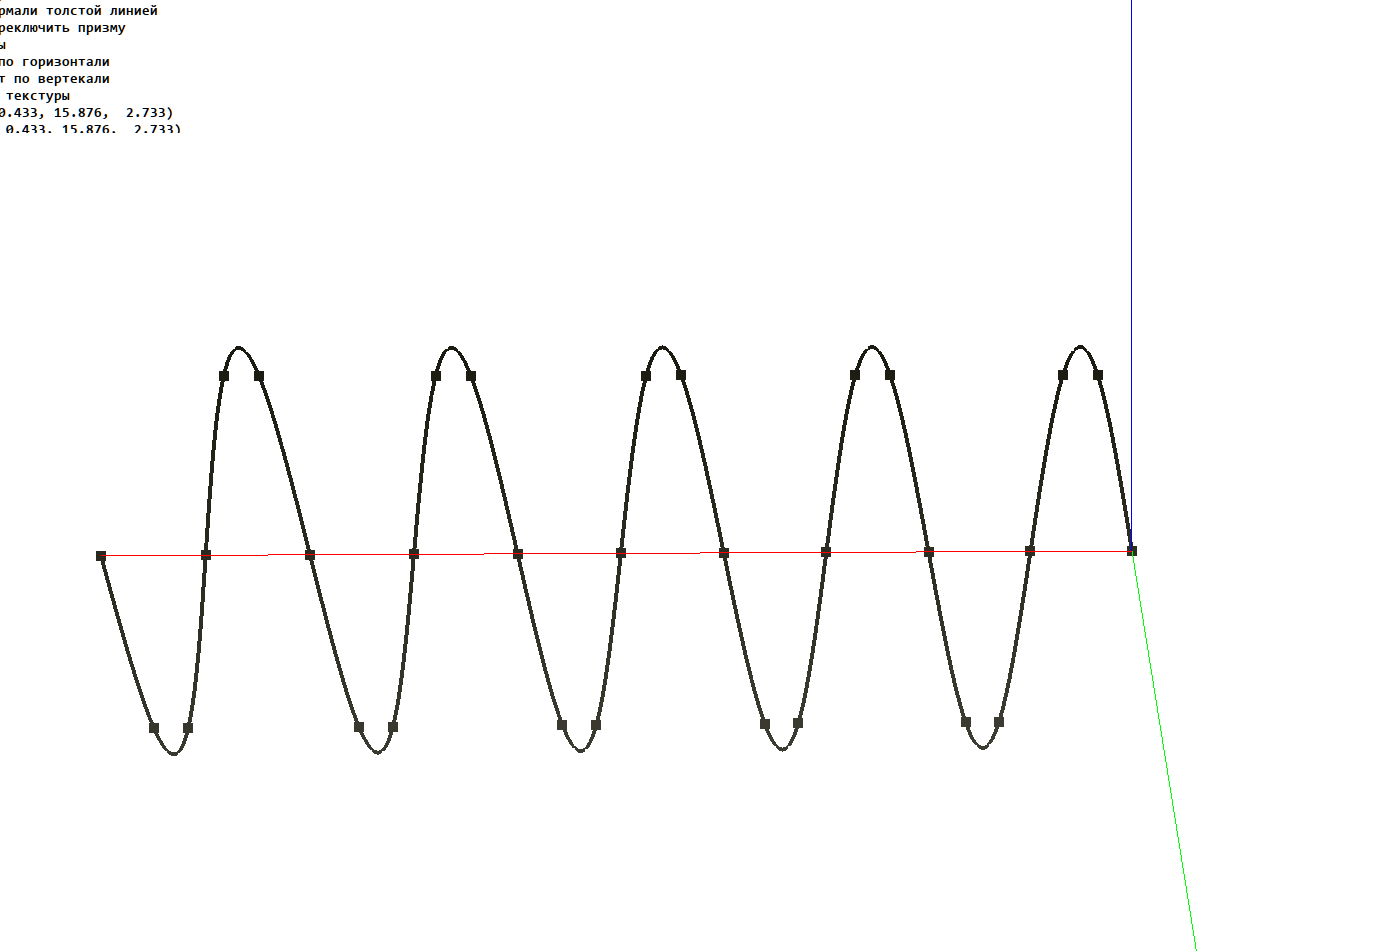 рмали толстой линией
реключить призму
ы
по горизонтали
т по вертекали
текстуры
0.433, 15.876,  2.733)
0.433, 15.876,  2.733)